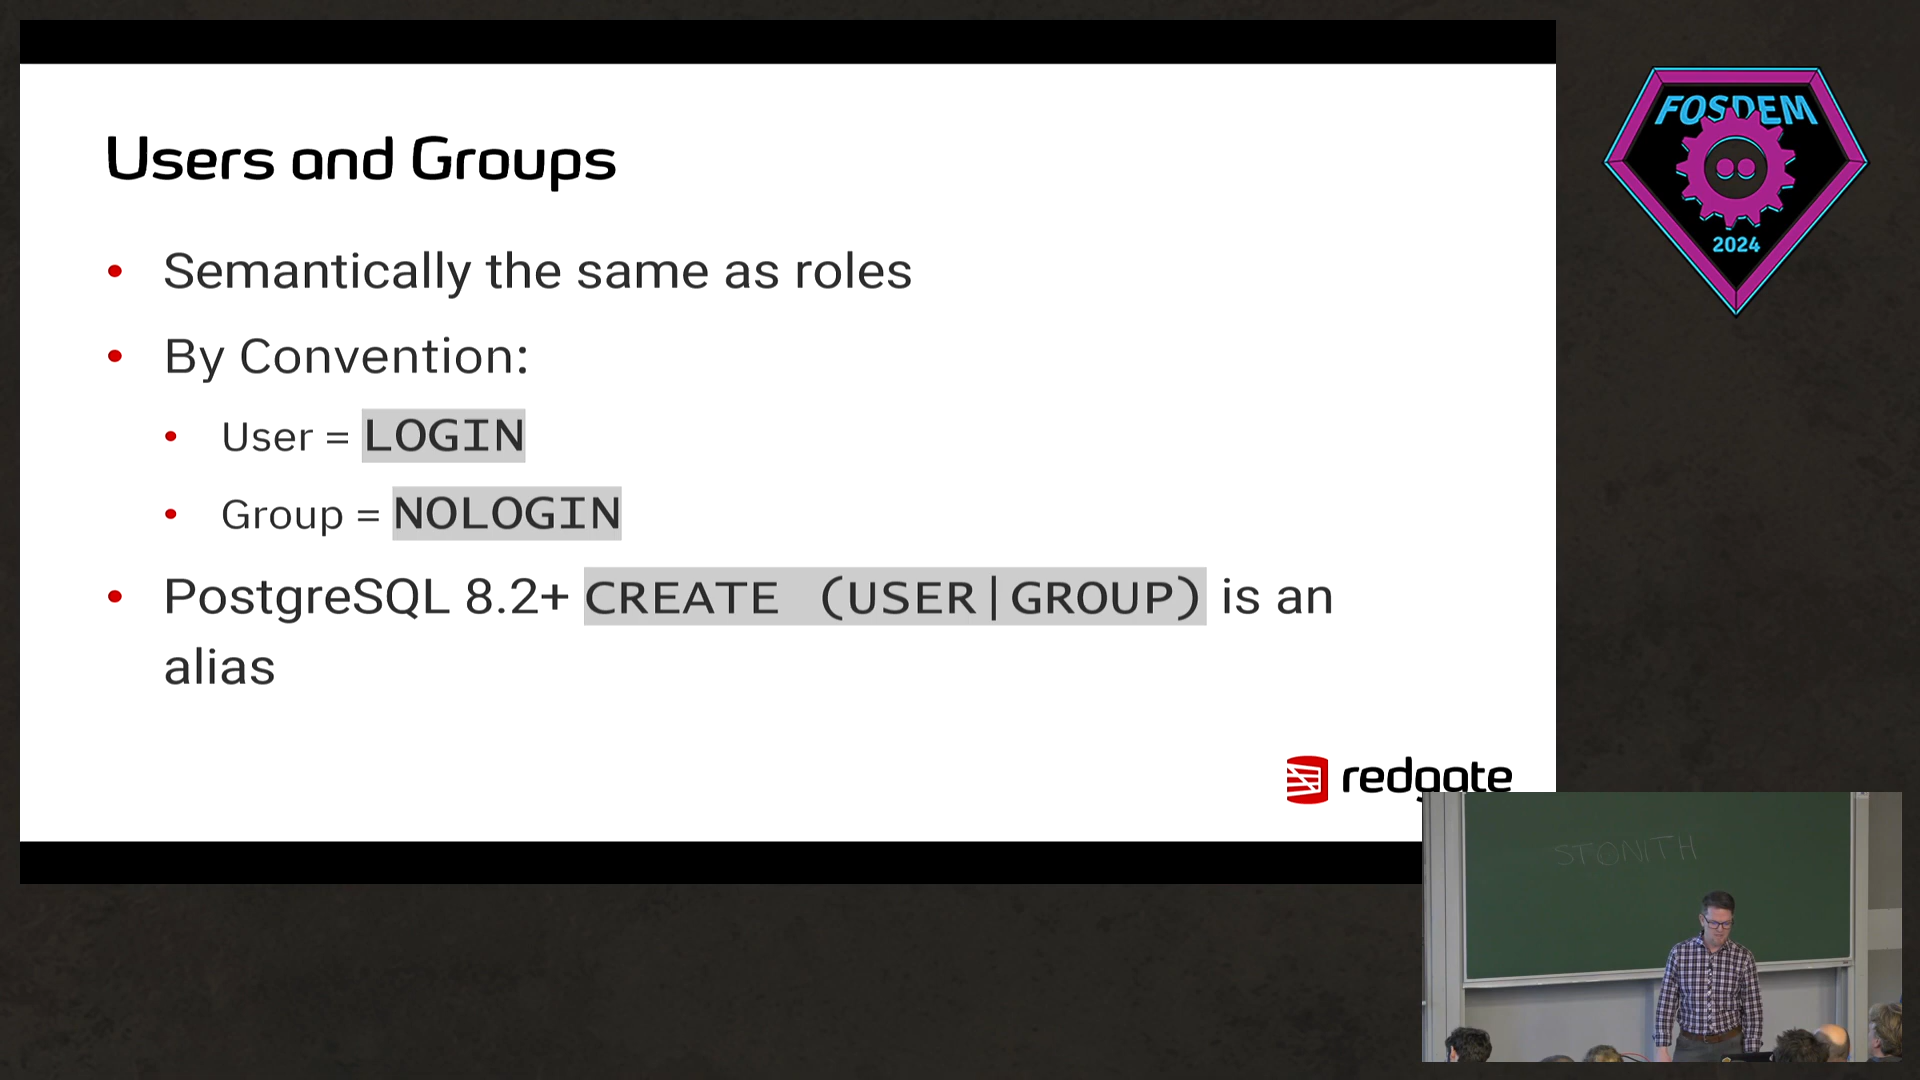 Users and Groups
• Semantically the same as roles
• By Convention:
• User = LOGIN
• Group = NOLOGIN
• PostgreSQL 8.2+ CREATE (USER|GROUP) is an
alias
redgate
FOSDEM
2024
STONITH